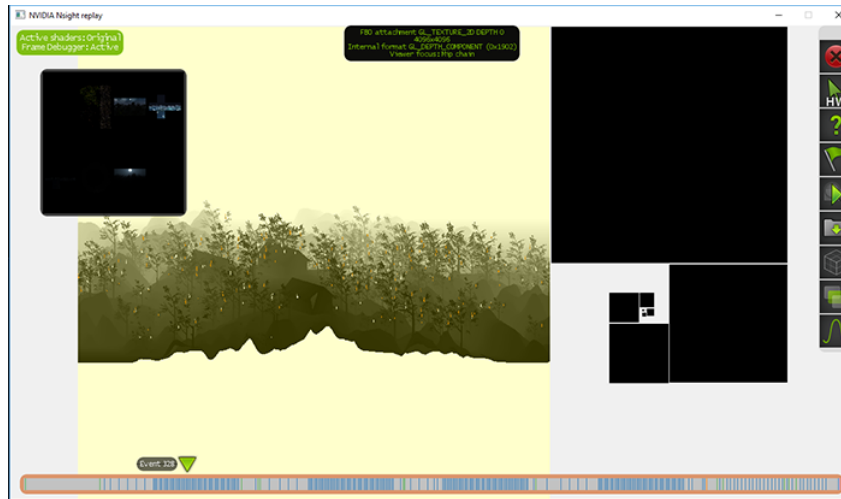 NVIDIA Nsight replay
Active shaders: Original
Frame Debugger: Active
FBO attachment GL_TEXTURE_2D DEPTH 0
4096x4096
Internal format GL_DEPTH_COMPONENT (0x1902)
Viewer focus: Mip chain
HW
?
Event 328